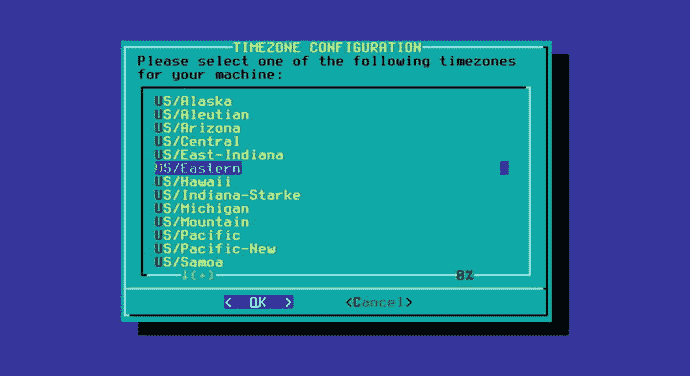 TIMEZONE CONFIGURATION
Please select one of the following timezones
for your machine:
US/Alaska
US/Aleutian
US/Arizona
US/Central
US/East-Indiana
US/Eastern
US/Hawaii
US/Indiana-Starke
US/Michigan
US/Mountain
US/Pacific
US/Pacific-New
US/Samoa
↓(+) 0%
< OK > <Cancel>